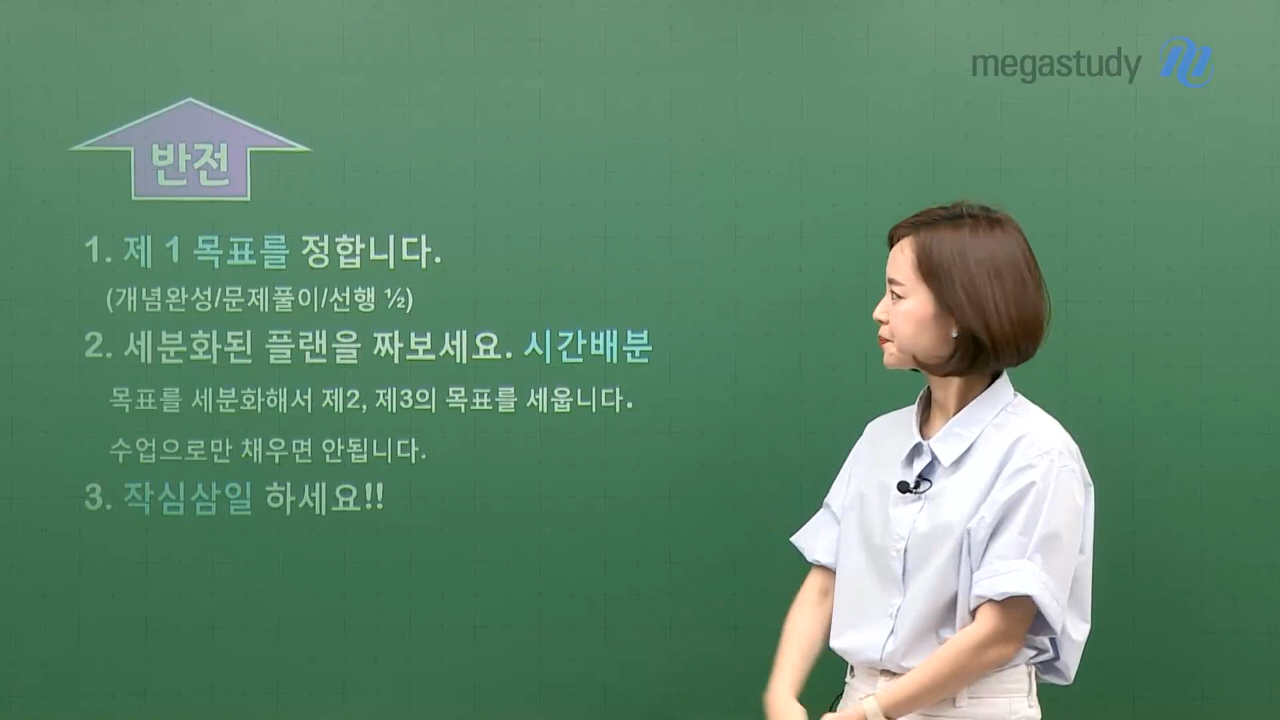 megastudy
반전
1. 제 1 목표를 정합니다.
(개념완성/문제풀이/선행 ½)
2. 세분화된 플랜을 짜보세요. 시간배분
목표를 세분화해서 제2, 제3의 목표를 세웁니다.
수업으로만 채우면 안됩니다.
3. 작심삼일 하세요!!